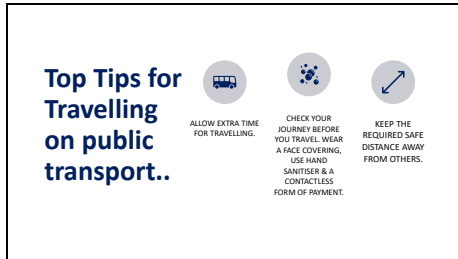 Top Tips for
Travelling
on public
transport..
ALLOW EXTRA TIME
FOR TRAVELLING.
CHECK YOUR
JOURNEY BEFORE
YOU TRAVEL. WEAR
A FACE COVERING,
USE HAND
SANITISER & A
CONTACTLESS
FORM OF PAYMENT.
KEEP THE
REQUIRED SAFE
DISTANCE AWAY
FROM OTHERS.